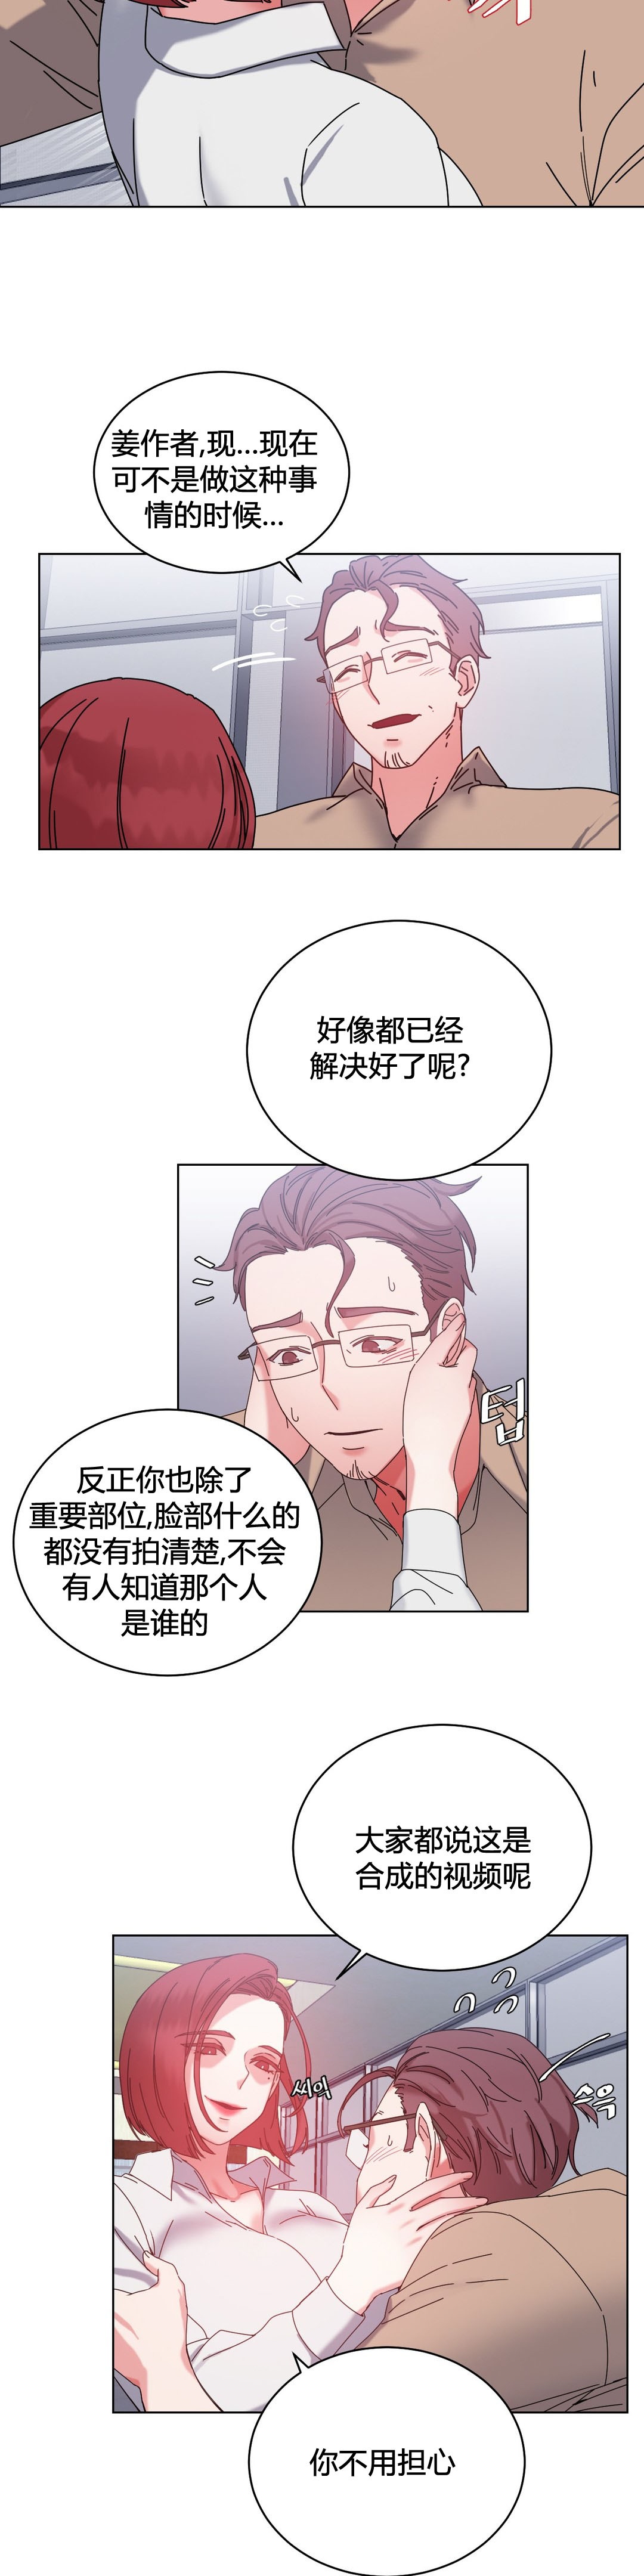 姜作者,现...现在
可不是做这种事
情的时候...
好像都已经
解决好了呢?
텁
反正你也除了
重要部位,脸部什么的
都没有拍清楚,不会
有人知道那个人
是谁的
大家都说这是
合成的视频呢
씨익
스윽
你不用担心